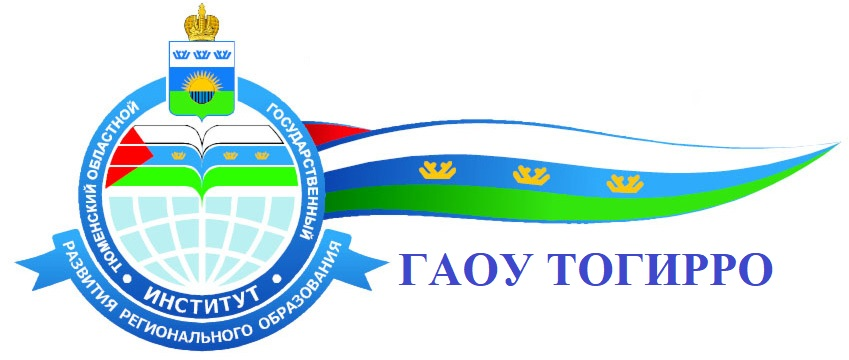 ТЮМЕНСКИЙ ОБЛАСТНОЙ
ГОСУДАРСТВЕННЫЙ
ИНСТИТУТ
РАЗВИТИЯ РЕГИОНАЛЬНОГО ОБРАЗОВАНИЯ
ГАОУ ТОГИРРО